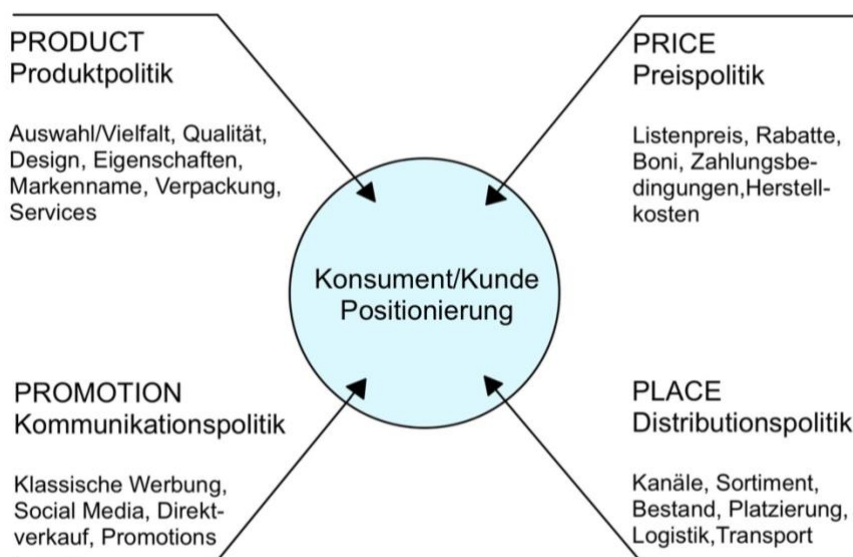 PRODUCT
Produktpolitik
Auswahl/Vielfalt, Qualität,
Design, Eigenschaften,
Markenname, Verpackung,
Services
PRICE
Preispolitik
Listenpreis, Rabatte,
Boni, Zahlungsbe-
dingungen,Herstell-
kosten
Konsument/Kunde
Positionierung
PROMOTION
Kommunikationspolitik
Klassische Werbung,
Social Media, Direkt-
verkauf, Promotions
PLACE
Distributionspolitik
Kanäle, Sortiment,
Bestand, Platzierung,
Logistik,Transport